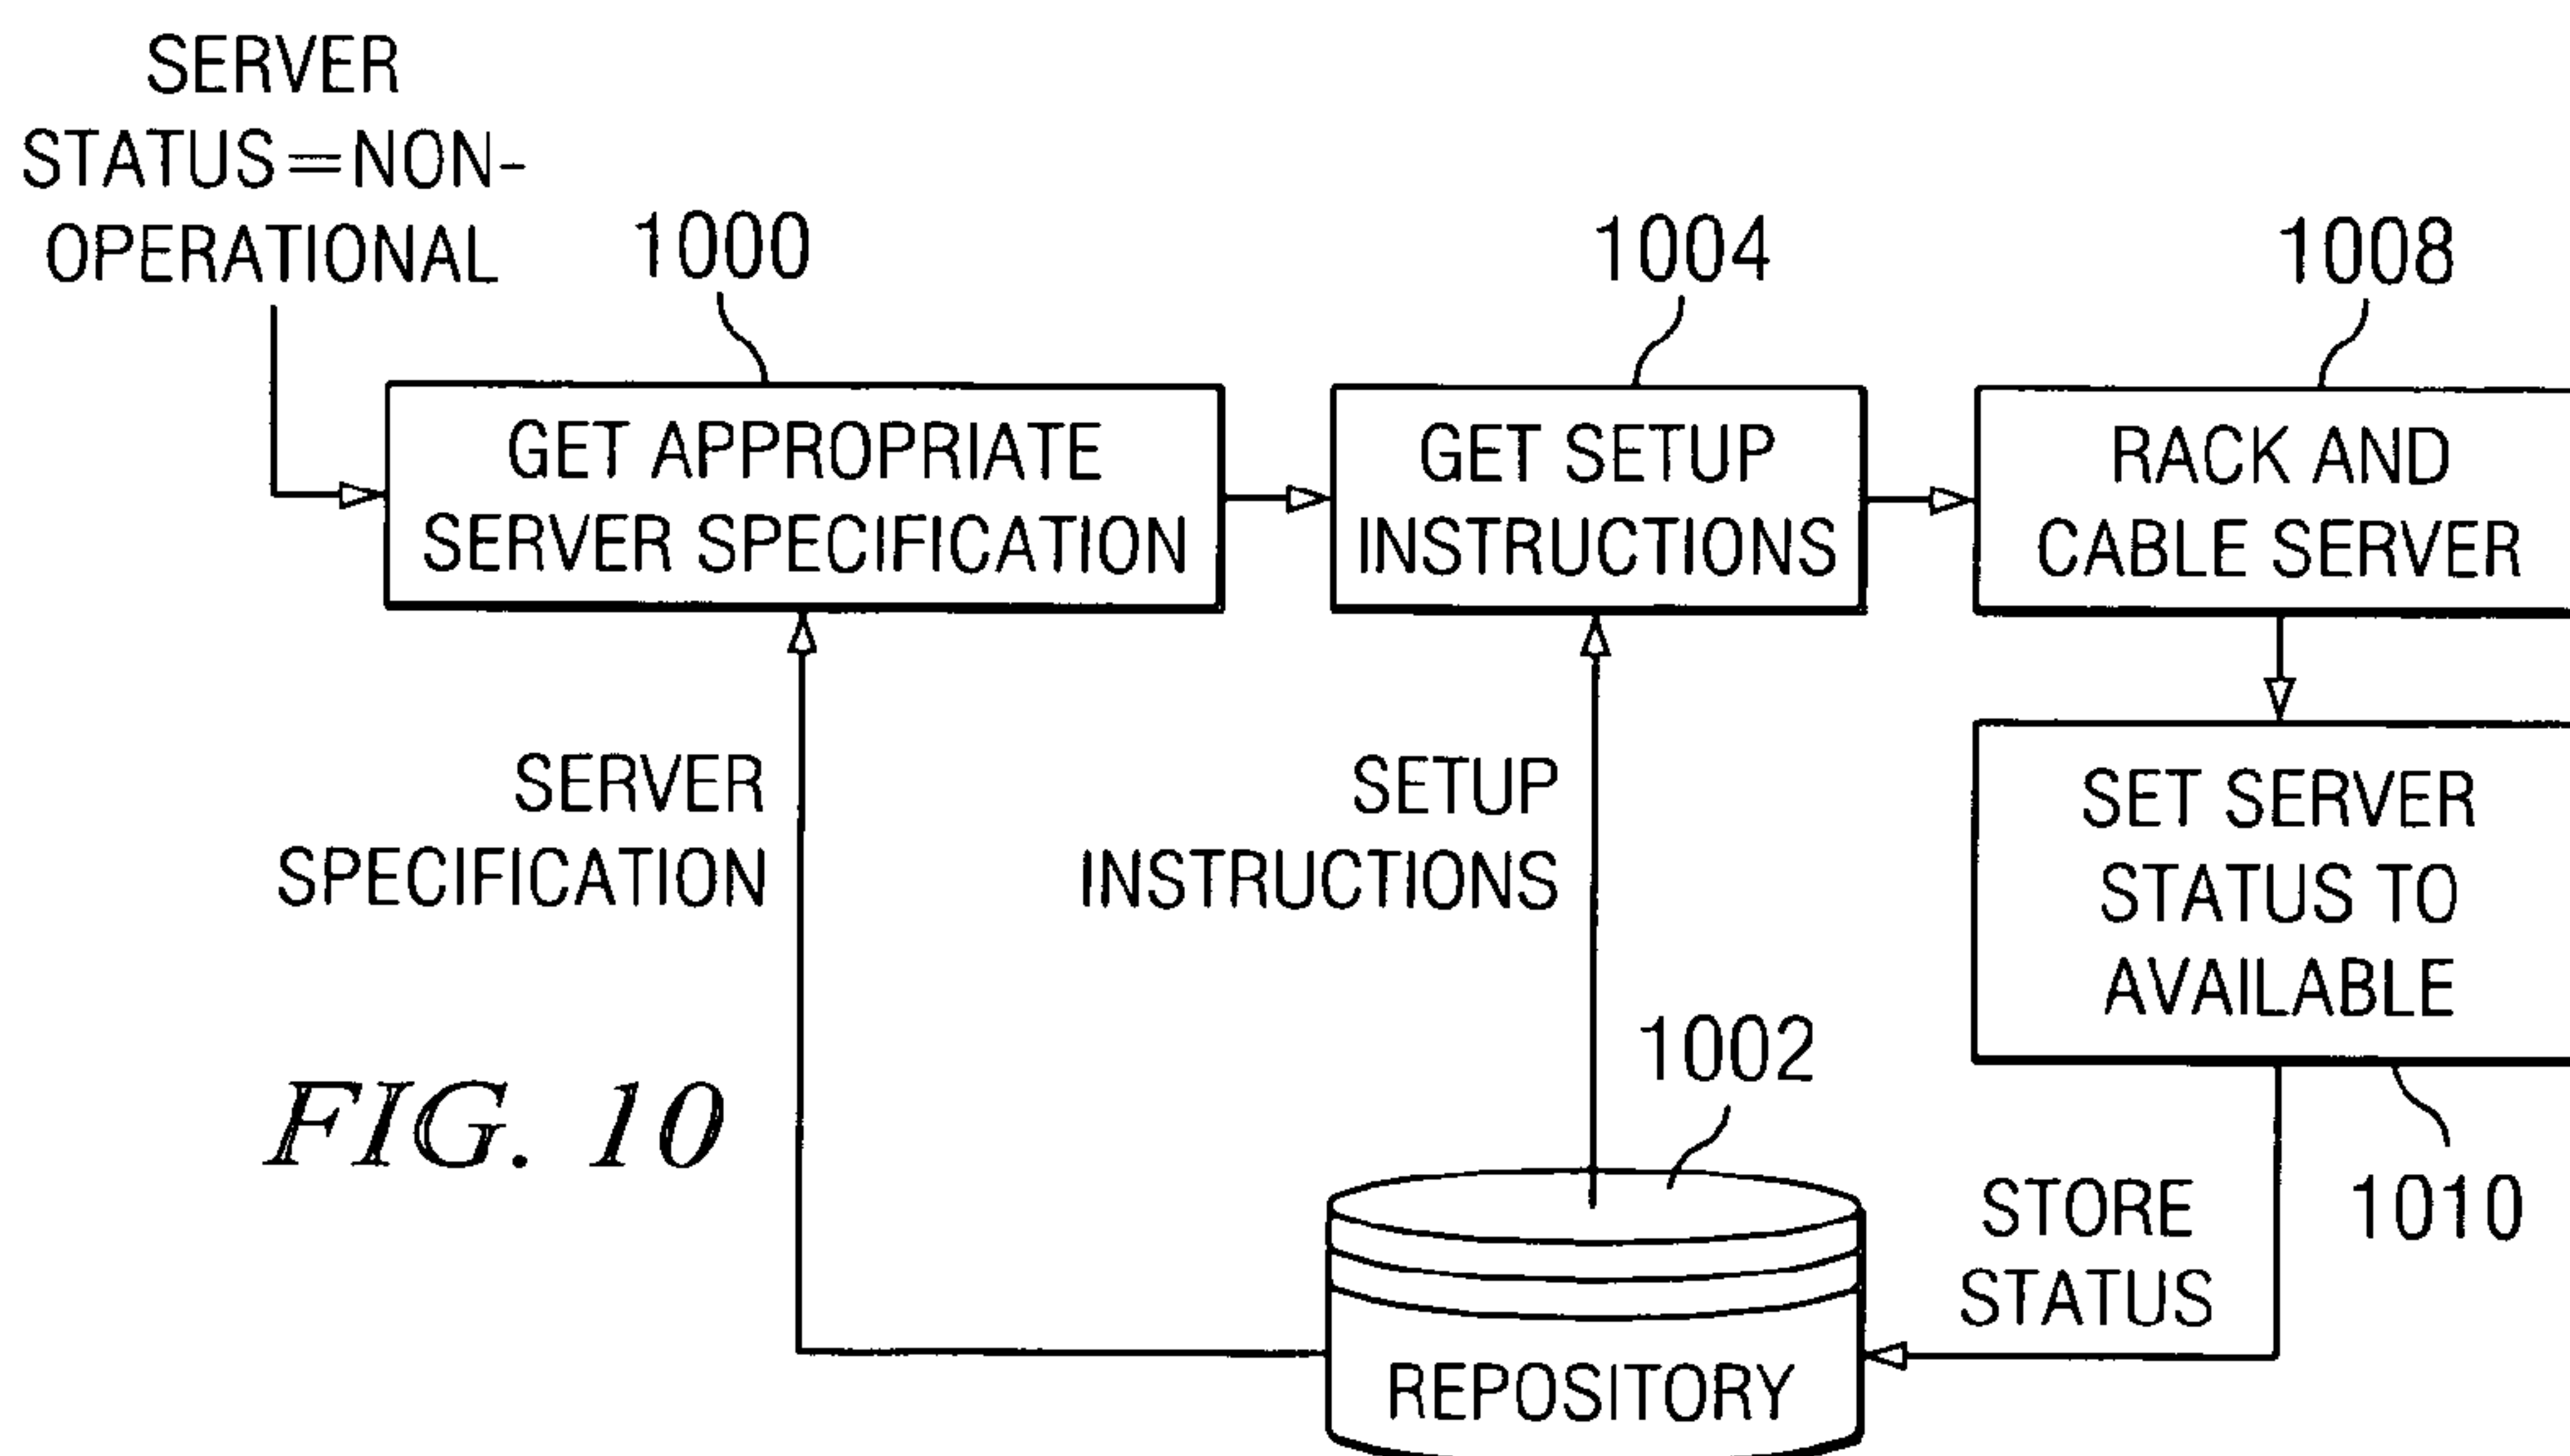 SERVER
STATUS=NON-
OPERATIONAL
1000
1004
1008
GET APPROPRIATE
SERVER SPECIFICATION
GET SETUP
INSTRUCTIONS
RACK AND
CABLE SERVER
SERVER
SPECIFICATION
SETUP
INSTRUCTIONS
SET SERVER
STATUS TO
AVAILABLE
1002
1010
STORE
STATUS
REPOSITORY
FIG. 10